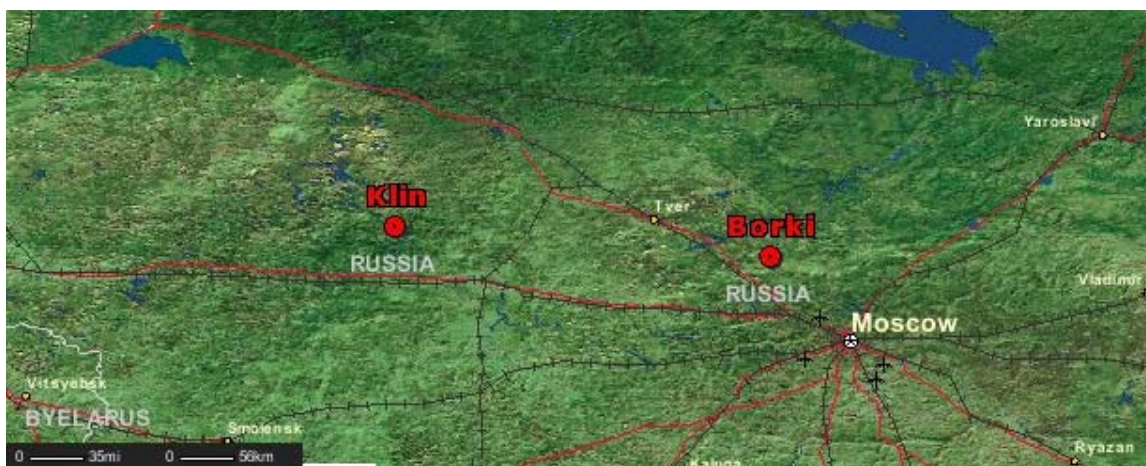 Yaroslavl'
Klin
Tver'
Borki
RUSSIA
RUSSIA
Vladimir
Moscow
Vitsyebsk
BYELARUS
Smolensk
0 35mi 0 56km
Kaluga
Ryazan